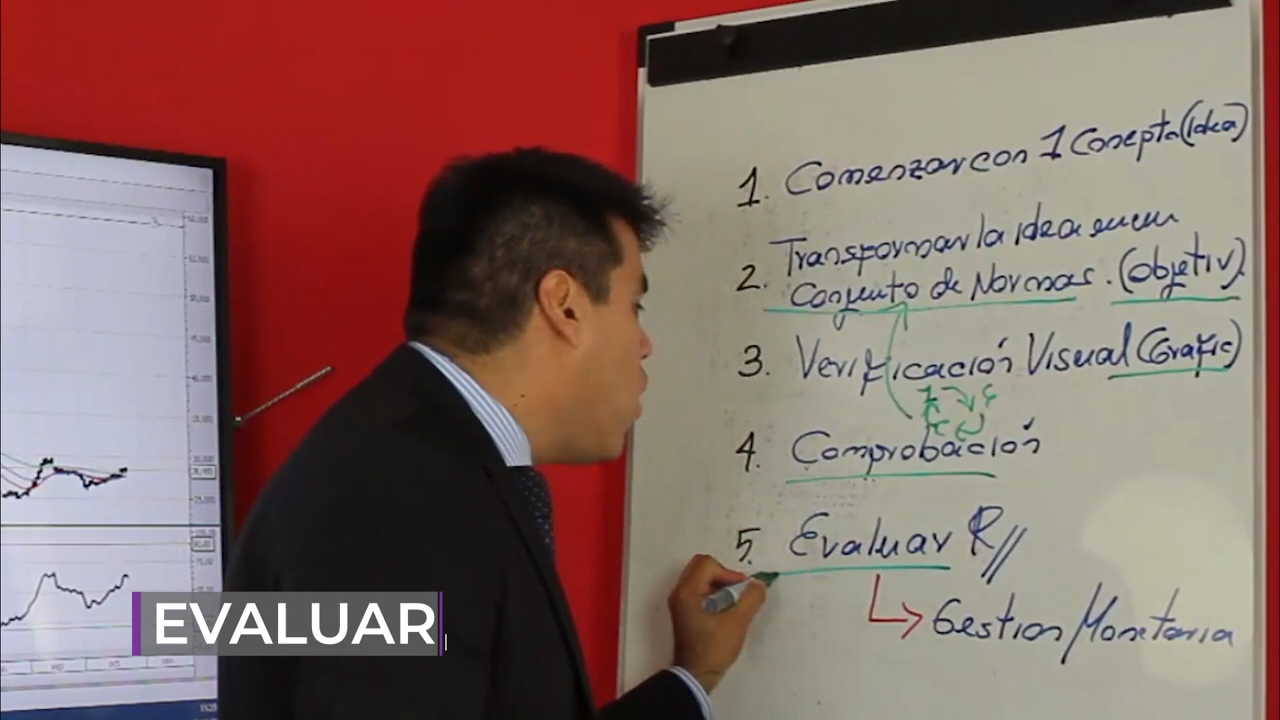 1. Comenzar con 1 Concepto (Idea)
Transformar la idea en un
2. Conjunto de Normas. (Objetiv).
3. Verificación Visual (Grafic)
4. Comprobación
5. Evaluar R//
Gestion Monetaria
EVALUAR